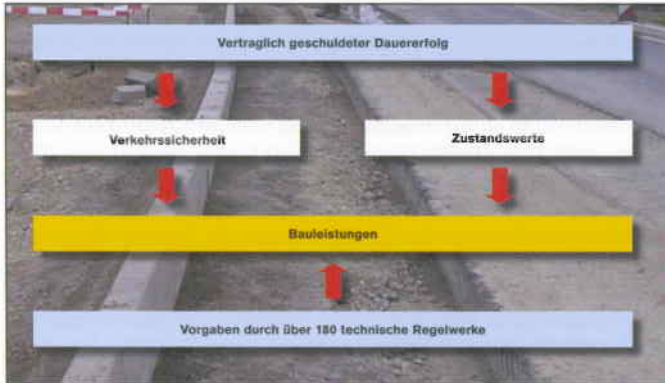 Vertraglich geschuldeter Dauererfolg
Verkehrssicherheit
Zustandswerte
Bauleistungen
Vorgaben durch über 180 technische Regelwerke